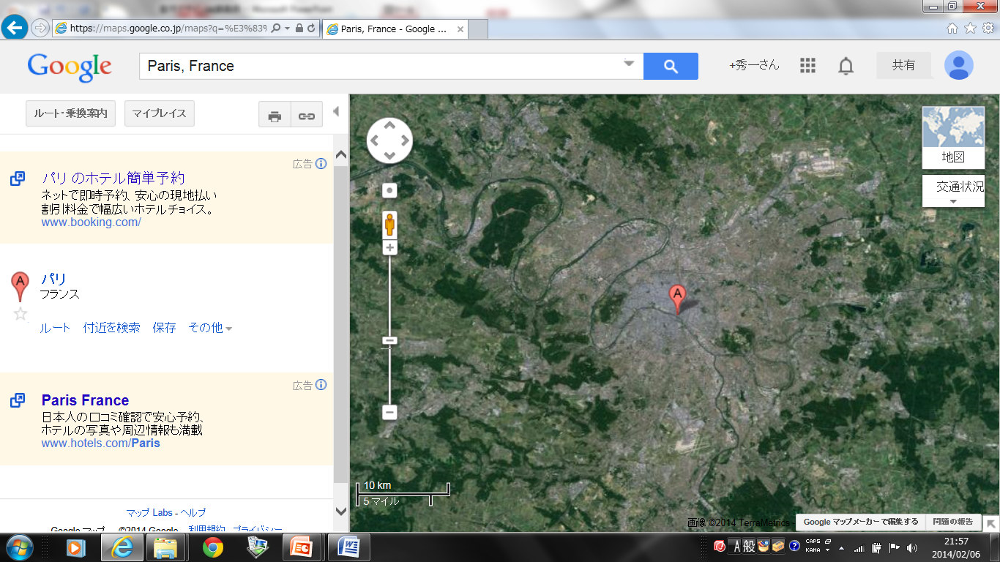 https://maps.google.co.jp/maps?q=%E3%83%
Paris, France - Google ...
Google
Paris, France
+秀一さん
共有
ルート・乗換案内
マイプレイス
広告
パリ のホテル簡単予約
ネットで即時予約、安心の現地払い
割引料金で幅広いホテルチョイス。
www.booking.com/
A
パリ
フランス
ルート 付近を検索 保存 その他
広告
Paris France
日本人の口コミ確認で安心予約、
ホテルの写真や周辺情報も満載
www.hotels.com/Paris
マップ Labs - ヘルプ
Google マップ ©2014 Google 利用規約 プライバシー
地図
交通状況
A
10 km
5 マイル
画像 ©2014 TerraMetrics -
Google マップメーカーで編集する
問題の報告
A 般
CAPS
KANA
21:57
2014/02/06